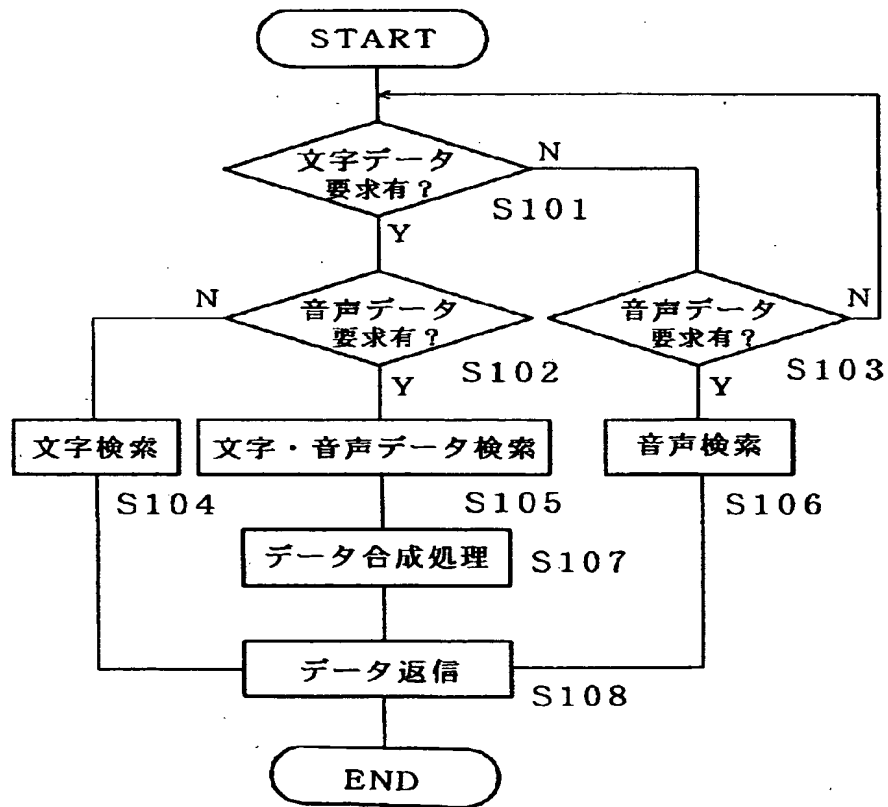 START
文字データ
要求有？
N
S101
Y
N
音声データ
要求有？
S102
Y
音声データ
要求有？
N
S103
Y
文字検索
S104
文字・音声データ検索
S105
音声検索
S106
データ合成処理
S107
データ返信
S108
END